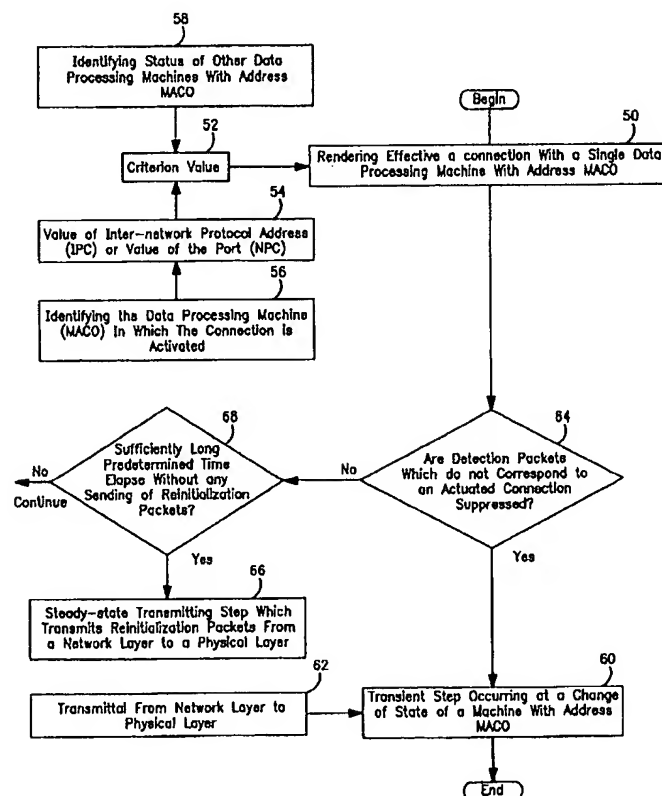 58
Identifying Status of Other Data
Processing Machines With Address
MACO
52
Criterion Value
54
Value of Inter-network Protocol Address
(IPC) or Value of the Port (NPC)
56
Identifying the Data Processing Machine
(MACO) In Which The Connection is
Activated
Begin
50
Rendering Effective a connection With a Single Data
Processing Machine With Address MACO
64
Are Detection Packets
Which do not Correspond to
an Actuated Connection
Suppressed?
No
Yes
68
Sufficiently Long
Predetermined Time
Elapse Without any
Sending of Reinitialization
Packets?
No
Continue
Yes
66
Steady-state Transmitting Step Which
Transmits Reinitialization Packets From
a Network Layer to a Physical Layer
62
Transmittal From Network Layer to
Physical Layer
60
Transient Step Occurring at a Change
of State of a Machine With Address
MACO
End